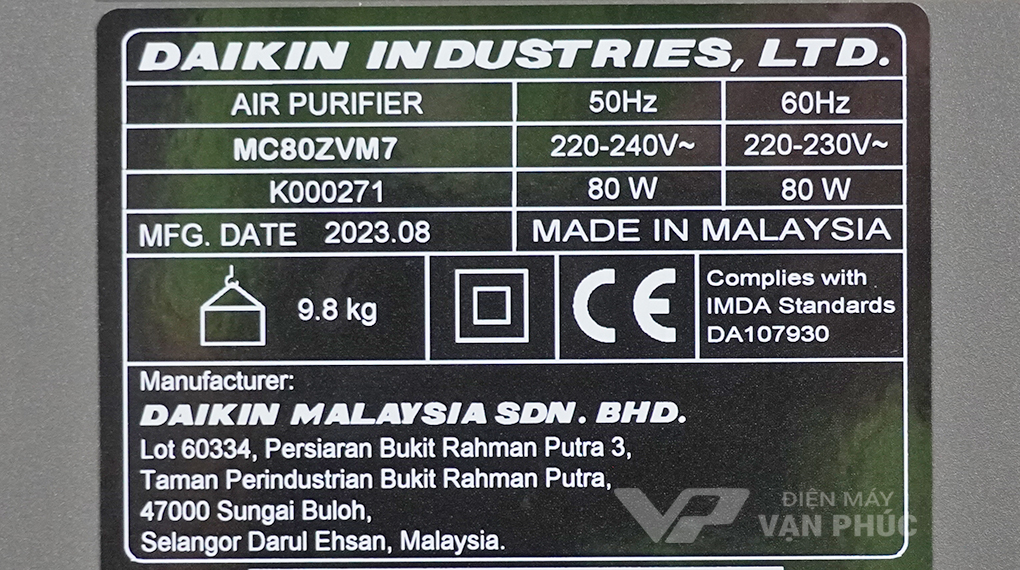 DAIKIN INDUSTRIES, LTD.
AIR PURIFIER 50Hz 60Hz
MC80ZVM7 220-240V~ 220-230V~
K000271 80 W 80 W
MFG. DATE 2023.08 MADE IN MALAYSIA
9.8 kg
CE
Complies with
IMDA Standards
DA107930
Manufacturer:
DAIKIN MALAYSIA SDN. BHD.
Lot 60334, Persiaran Bukit Rahman Putra 3,
Taman Perindustrian Bukit Rahman Putra,
47000 Sungai Buloh,
Selangor Darul Ehsan, Malaysia.
VP ĐIỆN MÁY
VẠN PHÚC